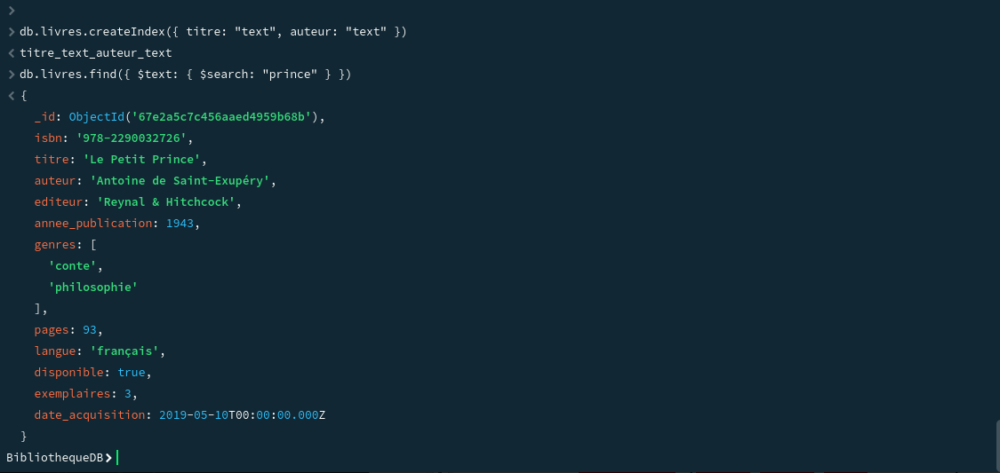 >
> db.livres.createIndex({ titre: "text", auteur: "text" })
< titre_text_auteur_text
> db.livres.find({ $text: { $search: "prince" } })
< {
_id: ObjectId('67e2a5c7c456aaed4959b68b'),
isbn: '978-2290032726',
titre: 'Le Petit Prince',
auteur: 'Antoine de Saint-Exupéry',
editeur: 'Reynal & Hitchcock',
annee_publication: 1943,
genres: [
'conte',
'philosophie'
],
pages: 93,
langue: 'français',
disponible: true,
exemplaires: 3,
date_acquisition: 2019-05-10T00:00:00.000Z
}
BibliothequeDB>